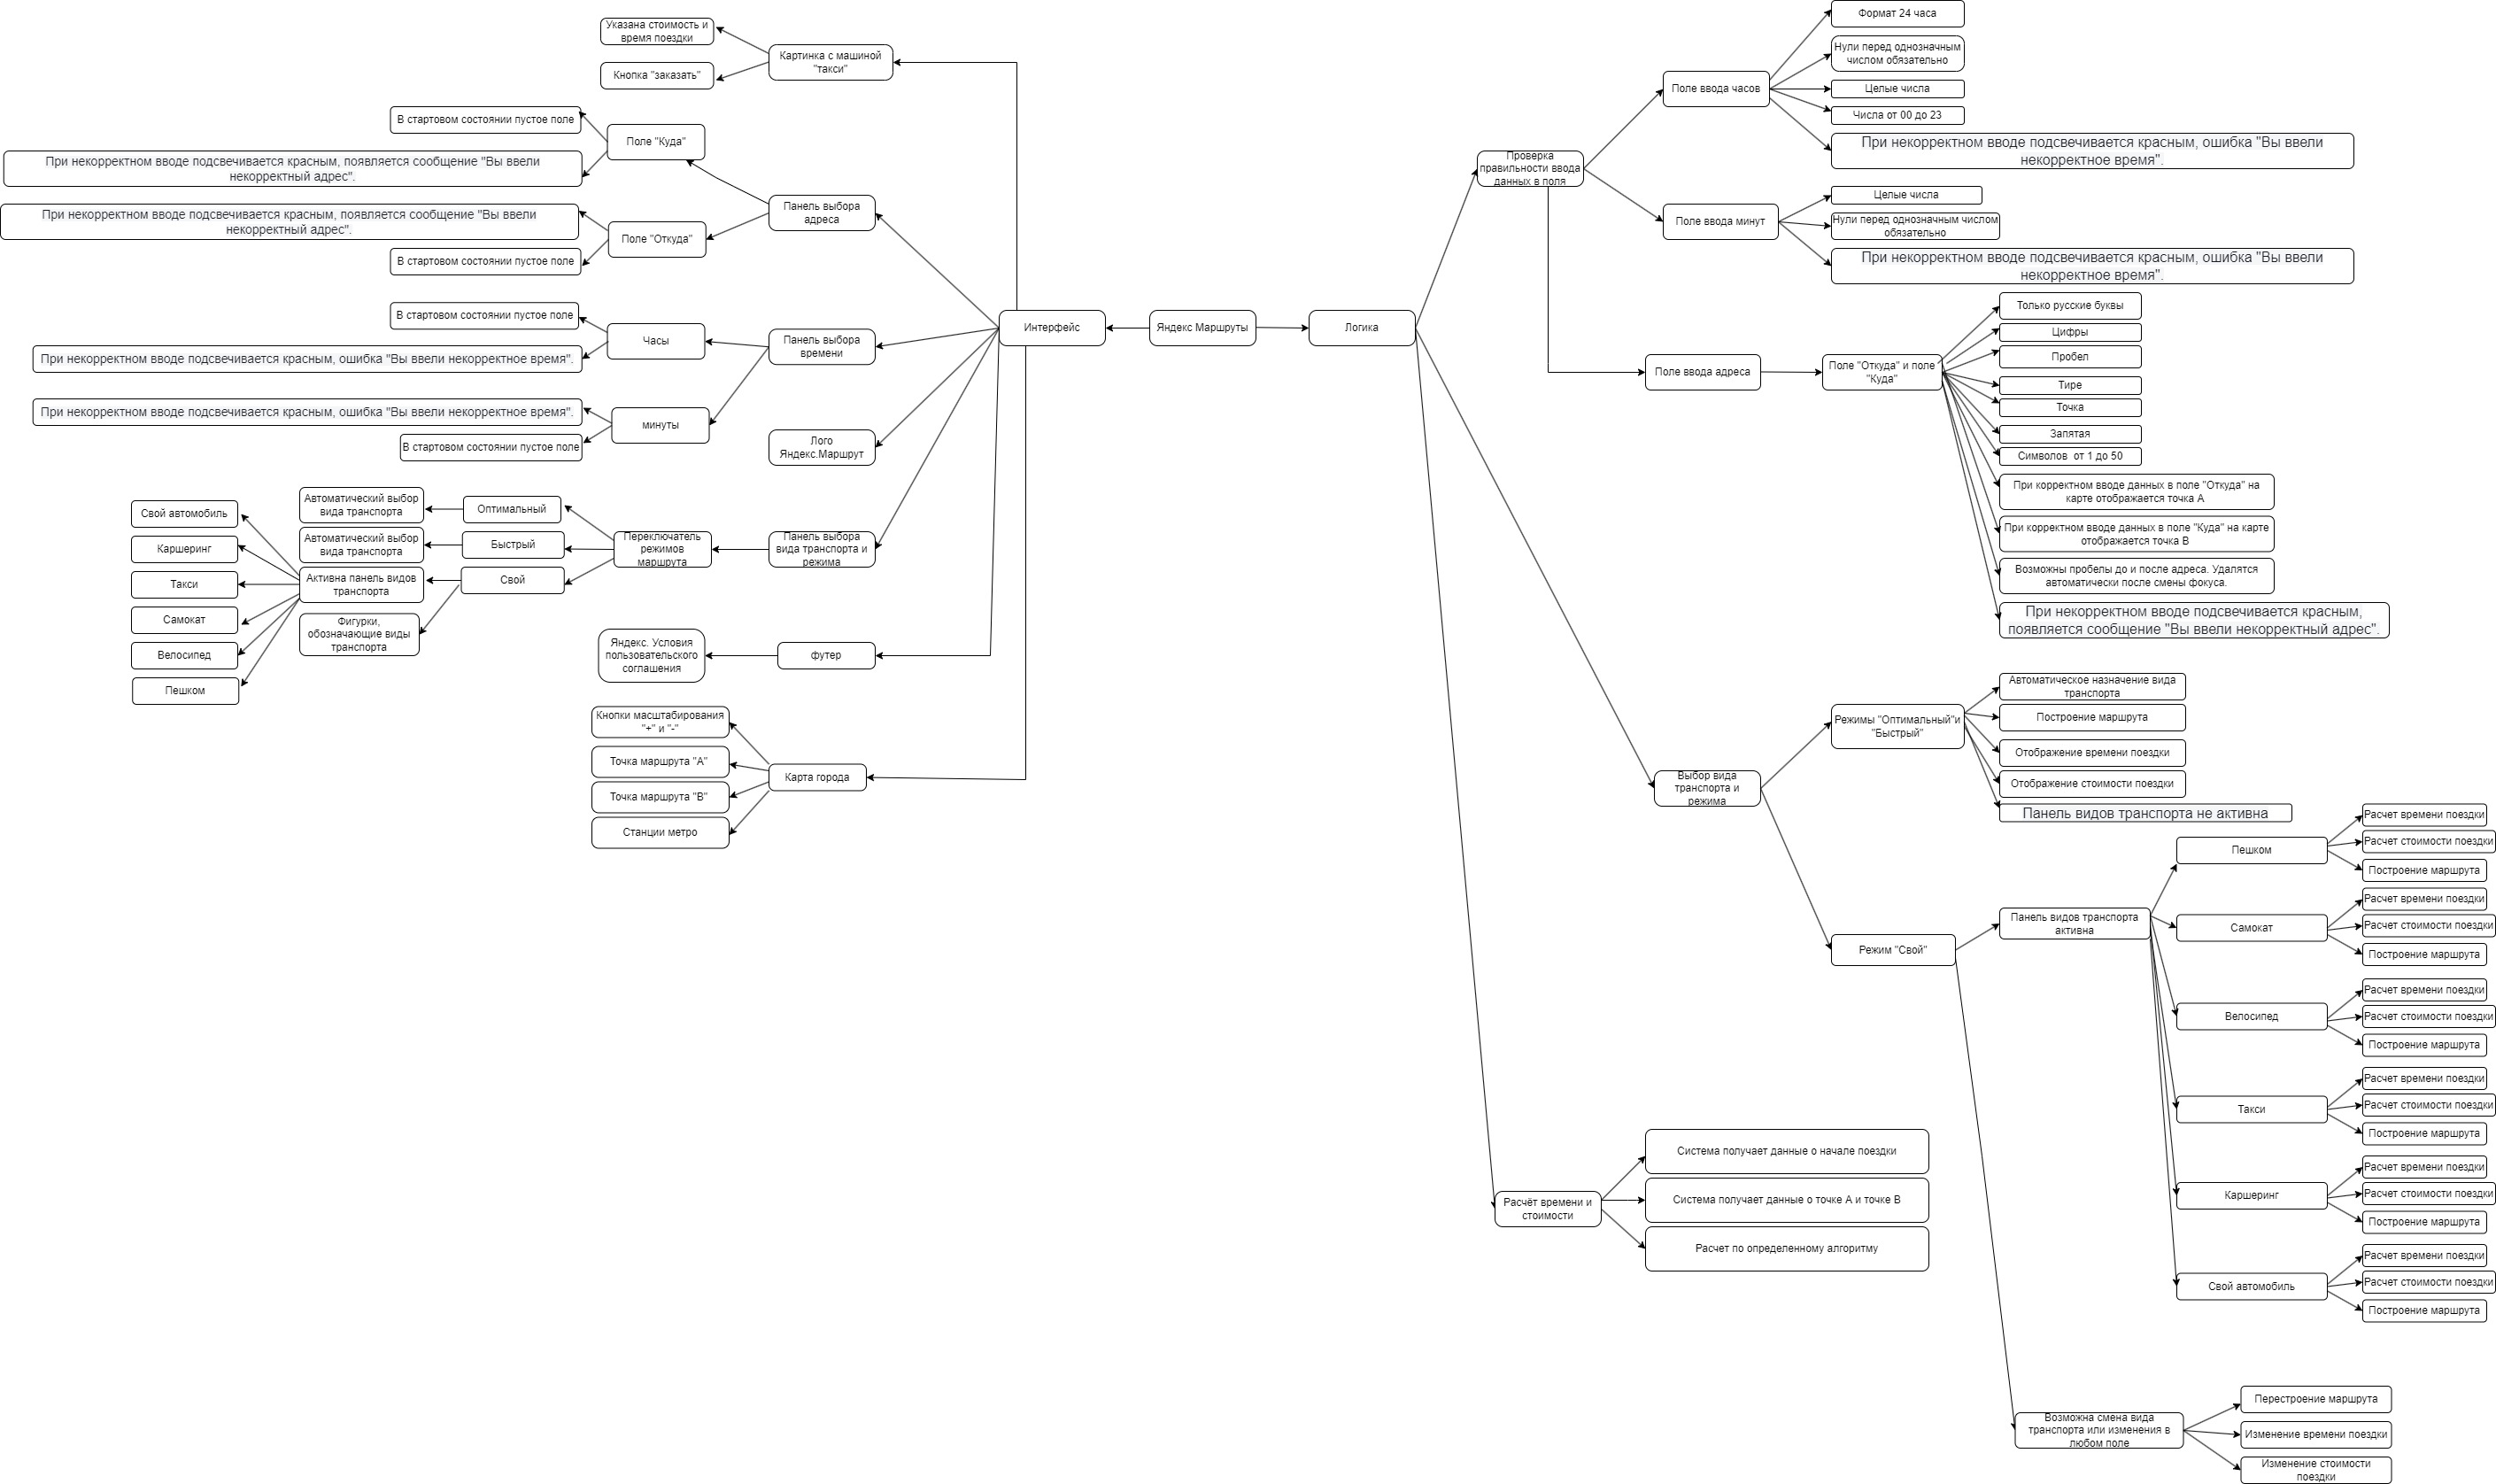 Указана стоимость и
время поездки
Картинка с машиной
"такси"
Кнопка "заказать"
В стартовом состоянии пустое поле
Поле "Куда"
При некорректном вводе подсвечивается красным, появляется сообщение "Вы ввели
некорректный адрес".
Панель выбора
адреса
При некорректном вводе подсвечивается красным, появляется сообщение "Вы ввели
некорректный адрес".
Поле "Откуда"
В стартовом состоянии пустое поле
В стартовом состоянии пустое поле
Часы
Панель выбора
времени
При некорректном вводе подсвечивается красным, ошибка "Вы ввели некорректное время".
При некорректном вводе подсвечивается красным, ошибка "Вы ввели некорректное время".
минуты
В стартовом состоянии пустое поле
Лого
Яндекс.Маршрут
Интерфейс
Яндекс Маршруты
Логика
Свой автомобиль
Каршеринг
Такси
Самокат
Велосипед
Пешком
Автоматический выбор
вида транспорта
Автоматический выбор
вида транспорта
Активна панель видов
транспорта
Фигурки,
обозначающие виды
транспорта
Оптимальный
Быстрый
Свой
Переключатель
режимов
маршрута
Панель выбора
вида транспорта и
режима
Яндекс. Условия
пользовательского
соглашения
футер
Кнопки масштабирования
"+" и "-"
Точка маршрута "А"
Точка маршрута "В"
Станции метро
Карта города
Проверка
правильности ввода
данных в поля
Поле ввода часов
Формат 24 часа
Нули перед однозначным
числом обязательно
Целые числа
Числа от 00 до 23
При некорректном вводе подсвечивается красным, ошибка "Вы ввели
некорректное время".
Поле ввода минут
Целые числа
Нули перед однозначным числом
обязательно
При некорректном вводе подсвечивается красным, ошибка "Вы ввели
некорректное время".
Поле ввода адреса
Поле "Откуда" и поле
"Куда"
Только русские буквы
Цифры
Пробел
Тире
Точка
Запятая
Символов  от 1 до 50
При корректном вводе данных в поле "Откуда" на
карте отображается точка А
При корректном вводе данных в поле "Куда" на карте
отображается точка В
Возможны пробелы до и после адреса. Удалятся
автоматически после смены фокуса.
При некорректном вводе подсвечивается красным,
появляется сообщение "Вы ввели некорректный адрес".
Выбор вида
транспорта и
режима
Режимы "Оптимальный"и
"Быстрый"
Автоматическое назначение вида
транспорта
Построение маршрута
Отображение времени поездки
Отображение стоимости поездки
Панель видов транспорта не активна
Режим "Свой"
Панель видов транспорта
активна
Пешком
Расчет времени поездки
Расчет стоимости поездки
Построение маршрута
Самокат
Расчет времени поездки
Расчет стоимости поездки
Построение маршрута
Велосипед
Расчет времени поездки
Расчет стоимости поездки
Построение маршрута
Такси
Расчет времени поездки
Расчет стоимости поездки
Построение маршрута
Каршеринг
Расчет времени поездки
Расчет стоимости поездки
Построение маршрута
Свой автомобиль
Расчет времени поездки
Расчет стоимости поездки
Построение маршрута
Расчёт времени и
стоимости
Система получает данные о начале поездки
Система получает данные о точке А и точке В
Расчет по определенному алгоритму
Возможна смена вида
транспорта или изменения в
любом поле
Перестроение маршрута
Изменение времени поездки
Изменение стоимости
поездки